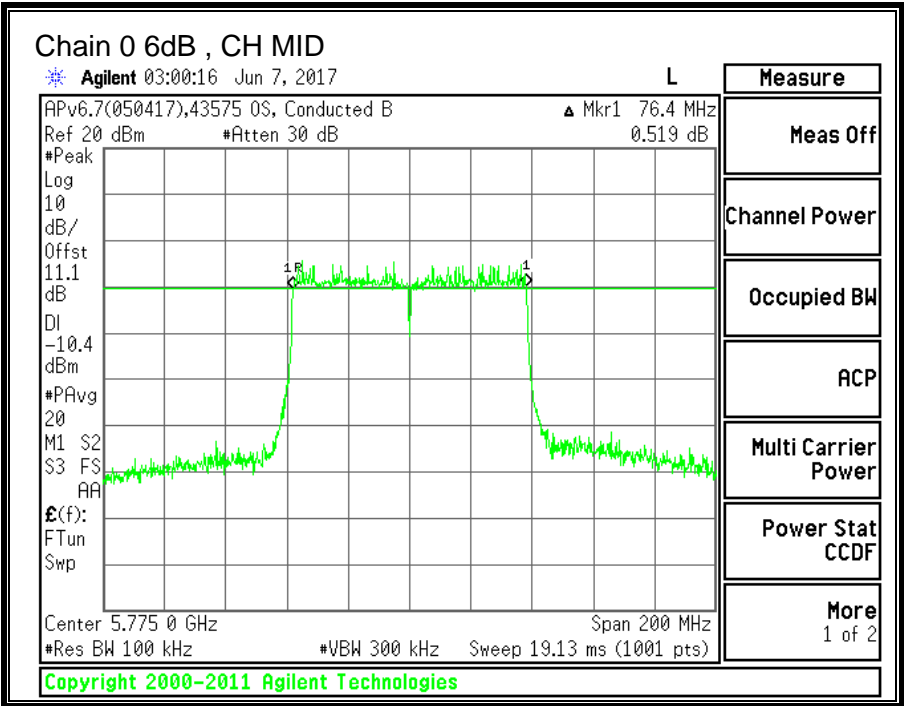 Chain 0 6dB , CH MID
Agilent 03:00:16 Jun 7, 2017 L Measure
APv6.7(050417),43575 OS, Conducted B Δ Mkr1 76.4 MHz
Ref 20 dBm #Atten 30 dB 0.519 dB
Meas Off
#Peak
Log
10
dB/
Offst
11.1
dB
DI
-10.4
dBm
#PAvg
20
M1 S2
S3 FS
AA
£(f):
FTun
Swp
1R
1
Channel Power
Occupied BW
ACP
Multi Carrier
Power
Power Stat
CCDF
More
1 of 2
Center 5.775 0 GHz Span 200 MHz
#Res BW 100 kHz #VBW 300 kHz Sweep 19.13 ms (1001 pts)
Copyright 2000-2011 Agilent Technologies